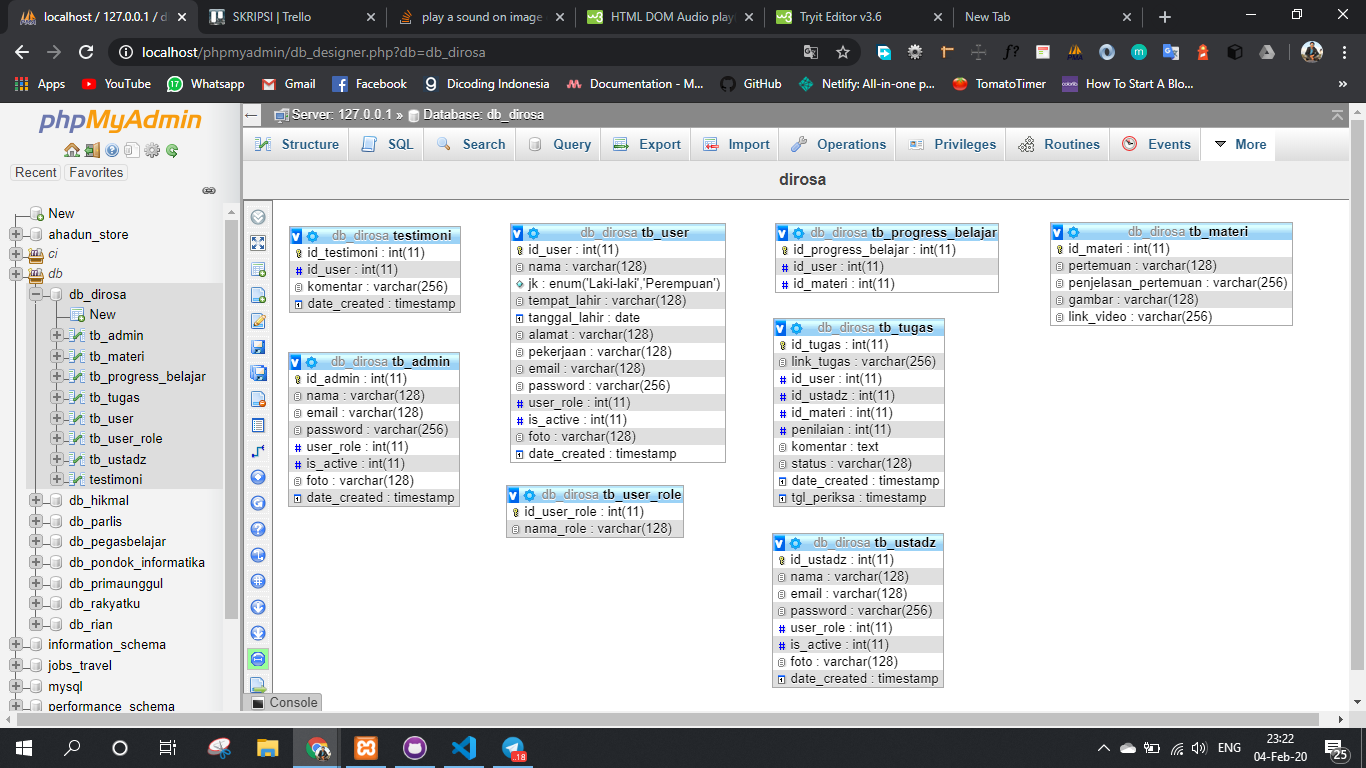 localhost / 127.0.0.1 / d
SKRIPSI | Trello
play a sound on image
HTML DOM Audio play
Tryit Editor v3.6
New Tab
localhost/phpmyadmin/db_designer.php?db=db_dirosa
Apps
YouTube
Whatsapp
Gmail
Facebook
Dicoding Indonesia
Documentation - M...
GitHub
Netlify: All-in-one p...
TomatoTimer
How To Start A Blo...
phpMyAdmin
Recent
Favorites
New
ahadun_store
ci
db
db_dirosa
New
tb_admin
tb_materi
tb_progress_belajar
tb_tugas
tb_user
tb_user_role
tb_ustadz
testimoni
db_hikmal
db_parlis
db_pegasbelajar
db_pondok_informatika
db_primaunggul
db_rakyatku
db_rian
information_schema
jobs_travel
mysql
performance_schema
Server: 127.0.0.1 » Database: db_dirosa
Structure
SQL
Search
Query
Export
Import
Operations
Privileges
Routines
Events
More
dirosa
db_dirosa testimoni
id_testimoni : int(11)
id_user : int(11)
komentar : varchar(256)
date_created : timestamp
db_dirosa tb_admin
id_admin : int(11)
nama : varchar(128)
email : varchar(128)
password : varchar(256)
user_role : int(11)
is_active : int(11)
foto : varchar(128)
date_created : timestamp
db_dirosa tb_user
id_user : int(11)
nama : varchar(128)
jk : enum('Laki-laki','Perempuan')
tempat_lahir : varchar(128)
tanggal_lahir : date
alamat : varchar(128)
pekerjaan : varchar(128)
email : varchar(128)
password : varchar(256)
user_role : int(11)
is_active : int(11)
foto : varchar(128)
date_created : timestamp
db_dirosa tb_user_role
id_user_role : int(11)
nama_role : varchar(128)
db_dirosa tb_progress_belajar
id_progress_belajar : int(11)
id_user : int(11)
id_materi : int(11)
db_dirosa tb_tugas
id_tugas : int(11)
link_tugas : varchar(256)
id_user : int(11)
id_ustadz : int(11)
id_materi : int(11)
penilaian : int(11)
komentar : text
status : varchar(128)
date_created : timestamp
tgl_periksa : timestamp
db_dirosa tb_ustadz
id_ustadz : int(11)
nama : varchar(128)
email : varchar(128)
password : varchar(256)
user_role : int(11)
is_active : int(11)
foto : varchar(128)
date_created : timestamp
db_dirosa tb_materi
id_materi : int(11)
pertemuan : varchar(128)
penjelasan_pertemuan : varchar(256)
gambar : varchar(128)
link_video : varchar(256)
Console
18
ENG
23:22
04-Feb-20
25